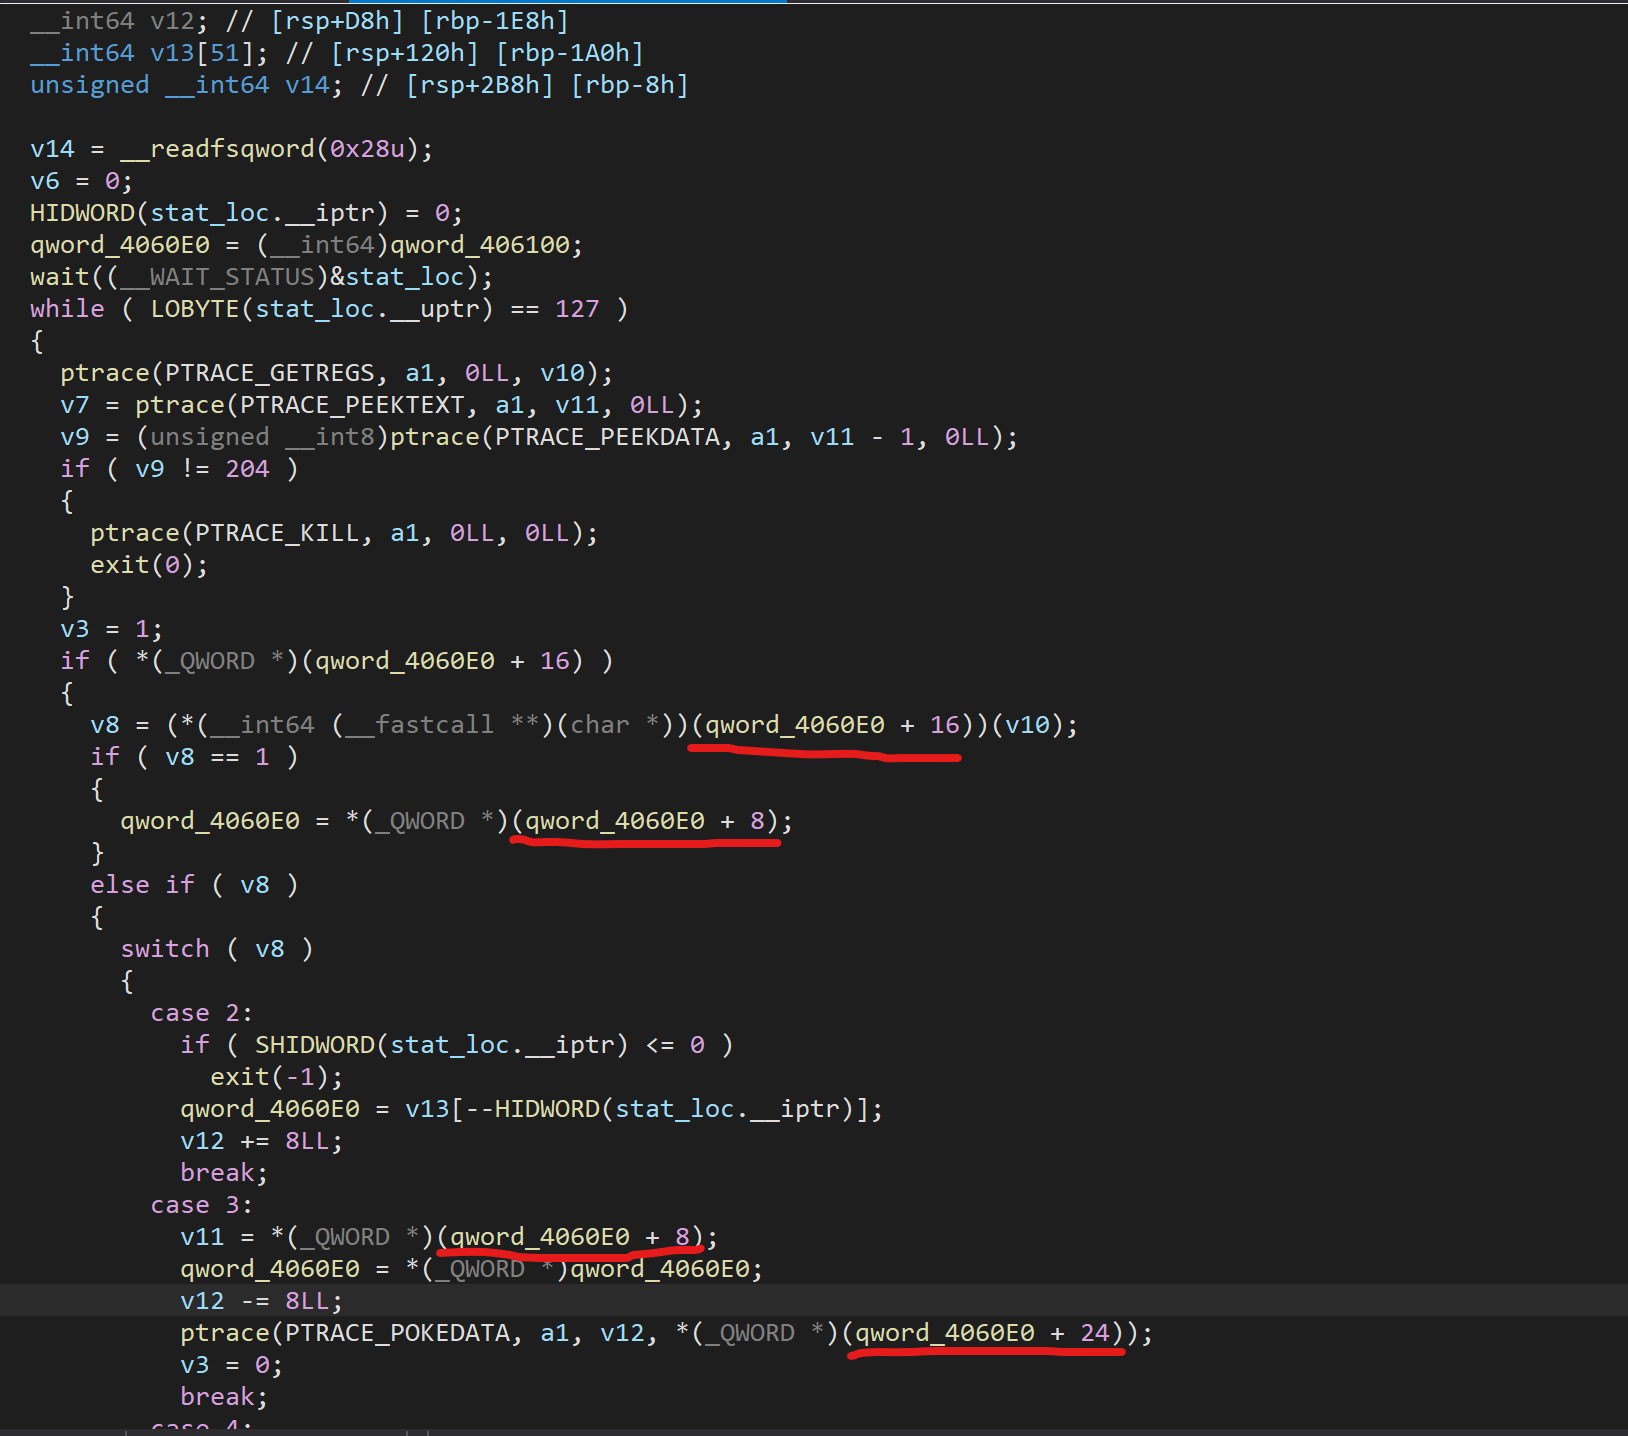 __int64 v12; // [rsp+D8h] [rbp-1E8h]
__int64 v13[51]; // [rsp+120h] [rbp-1A0h]
unsigned __int64 v14; // [rsp+2B8h] [rbp-8h]

v14 = __readfsqword(0x28u);
v6 = 0;
HIDWORD(stat_loc.__iptr) = 0;
qword_4060E0 = (__int64)qword_406100;
wait((__WAIT_STATUS)&stat_loc);
while ( LOBYTE(stat_loc.__uptr) == 127 )
{
  ptrace(PTRACE_GETREGS, a1, 0LL, v10);
  v7 = ptrace(PTRACE_PEEKTEXT, a1, v11, 0LL);
  v9 = (unsigned __int8)ptrace(PTRACE_PEEKDATA, a1, v11 - 1, 0LL);
  if ( v9 != 204 )
  {
    ptrace(PTRACE_KILL, a1, 0LL, 0LL);
    exit(0);
  }
  v3 = 1;
  if ( *(_QWORD *)(qword_4060E0 + 16) )
  {
    v8 = (*(__int64 (__fastcall **)(char *))(qword_4060E0 + 16))(v10);
    if ( v8 == 1 )
    {
      qword_4060E0 = *(_QWORD *)(qword_4060E0 + 8);
    }
    else if ( v8 )
    {
      switch ( v8 )
      {
        case 2:
          if ( SHIDWORD(stat_loc.__iptr) <= 0 )
            exit(-1);
          qword_4060E0 = v13[--HIDWORD(stat_loc.__iptr)];
          v12 += 8LL;
          break;
        case 3:
          v11 = *(_QWORD *)(qword_4060E0 + 8);
          qword_4060E0 = *(_QWORD *)qword_4060E0;
          v12 -= 8LL;
          ptrace(PTRACE_POKEDATA, a1, v12, *(_QWORD *)(qword_4060E0 + 24));
          v3 = 0;
          break;
        case 4: